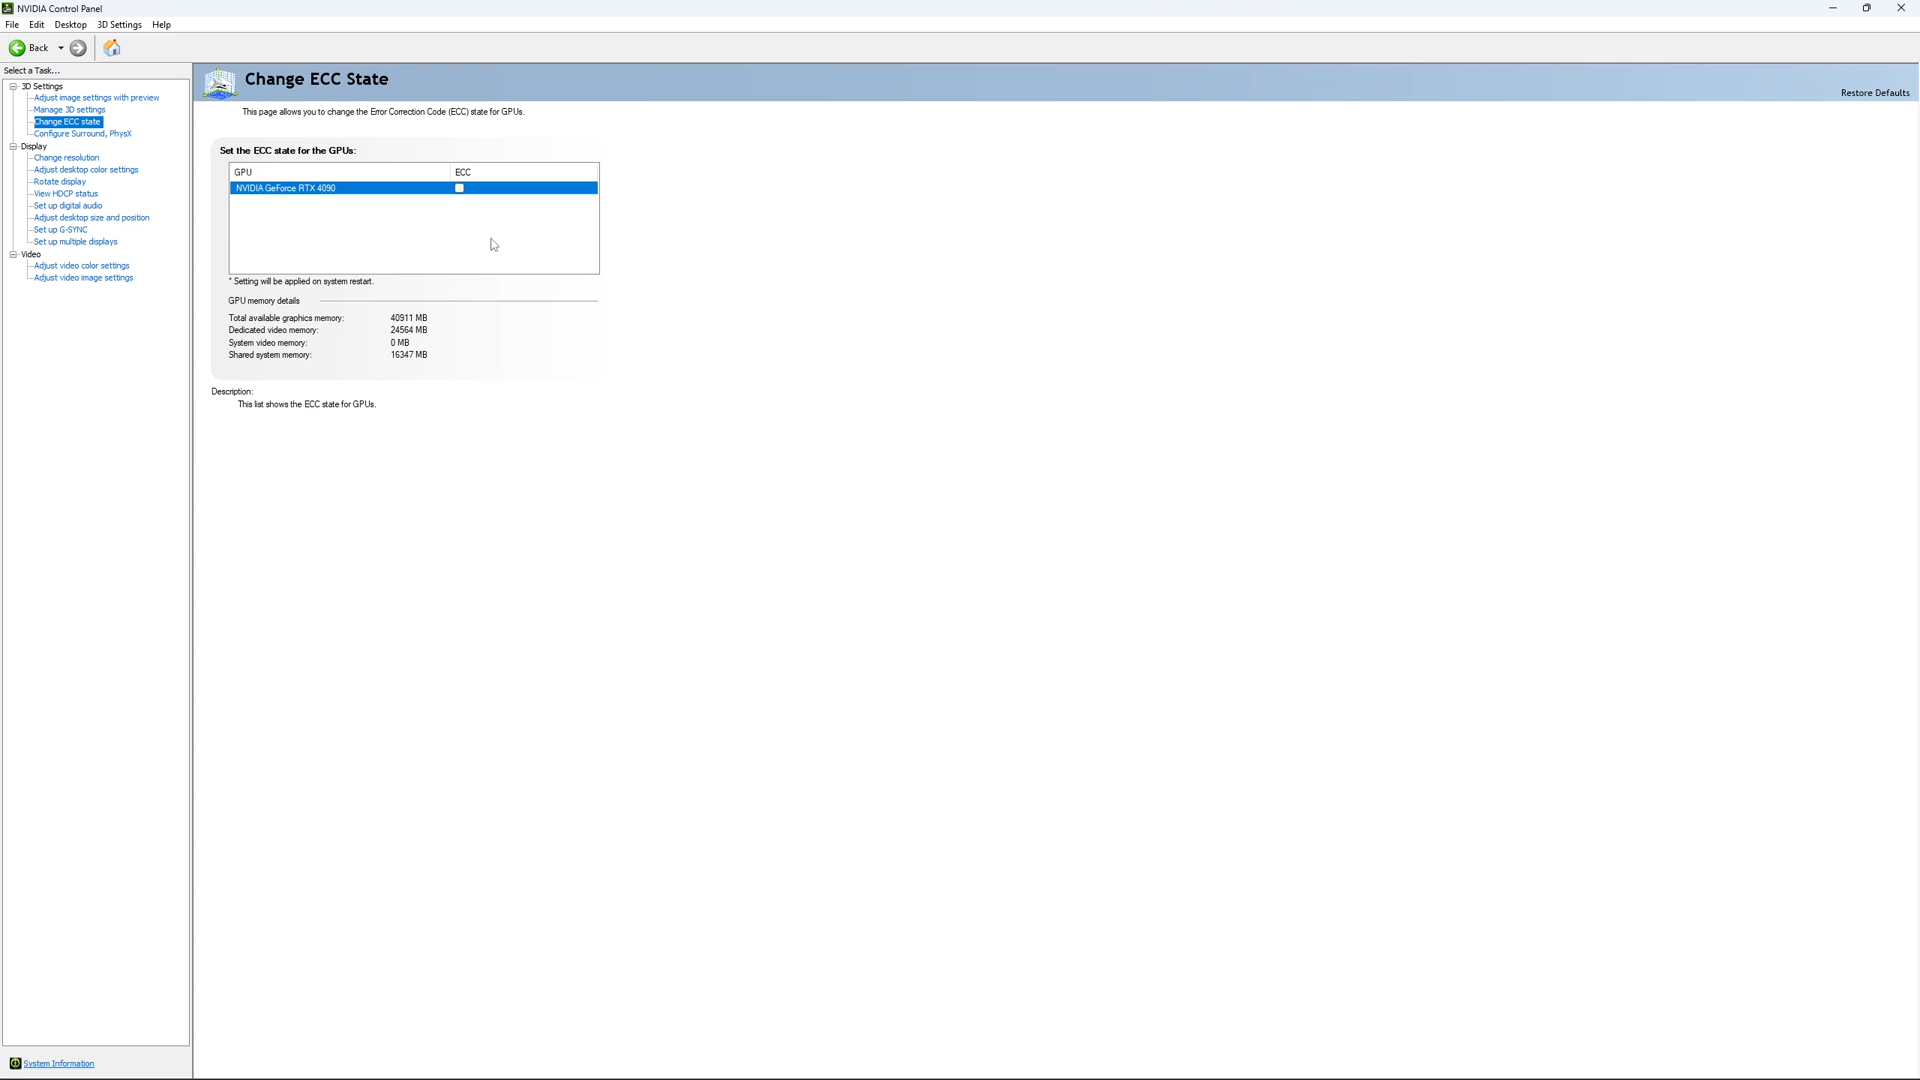 NVIDIA Control Panel
File Edit Desktop 3D Settings Help
Back
Select a Task...
3D Settings
Adjust image settings with preview
Manage 3D settings
Change ECC state
Configure Surround, PhysX
Display
Change resolution
Adjust desktop color settings
Rotate display
View HDCP status
Set up digital audio
Adjust desktop size and position
Set up G-SYNC
Set up multiple displays
Video
Adjust video color settings
Adjust video image settings
System Information
Change ECC State
Restore Defaults
This page allows you to change the Error Correction Code (ECC) state for GPUs.
Set the ECC state for the GPUs:
GPU ECC
NVIDIA GeForce RTX 4090
* Setting will be applied on system restart.
GPU memory details
Total available graphics memory: 40911 MB
Dedicated video memory: 24564 MB
System video memory: 0 MB
Shared system memory: 16347 MB
Description:
This list shows the ECC state for GPUs.